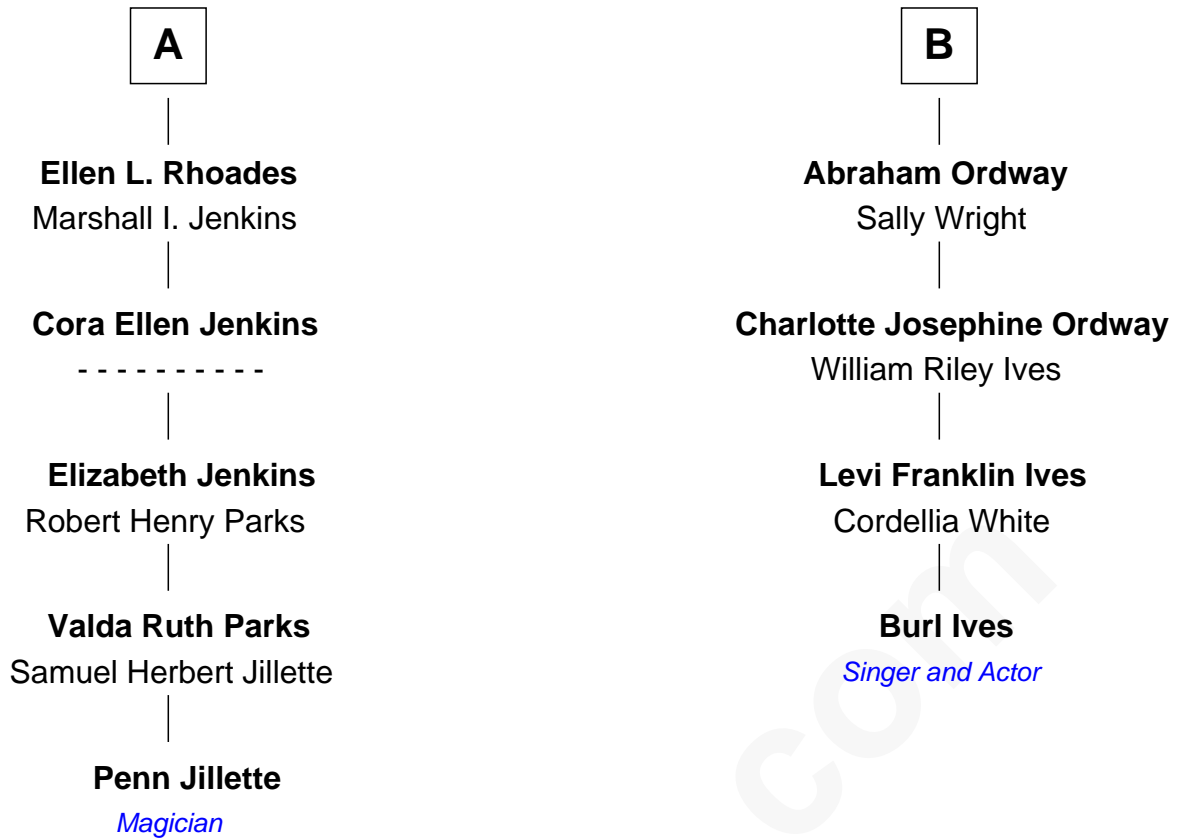 A
Ellen L. Rhoades
Marshall I. Jenkins
Cora Ellen Jenkins
- - - - - - - - - -
Elizabeth Jenkins
Robert Henry Parks
Valda Ruth Parks
Samuel Herbert Jillette
Penn Jillette
Magician
B
Abraham Ordway
Sally Wright
Charlotte Josephine Ordway
William Riley Ives
Levi Franklin Ives
Cordellia White
Burl Ives
Singer and Actor
com